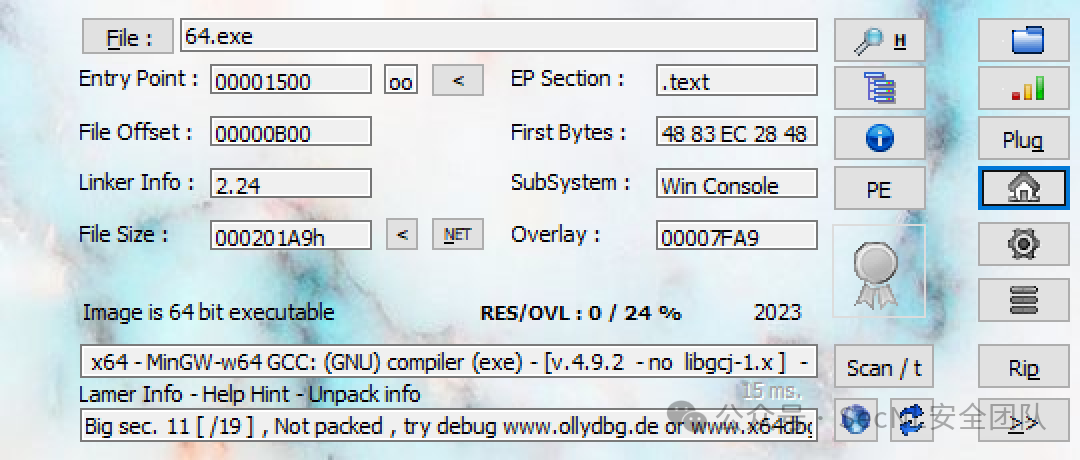 File : 64.exe H
Entry Point : 00001500 oo < EP Section : .text
File Offset : 00000B00 First Bytes : 48 83 EC 28 48 Plug
Linker Info : 2.24 SubSystem : Win Console PE
File Size : 000201A9h < NET Overlay : 00007FA9
Image is 64 bit executable RES/OVL : 0 / 24 % 2023
x64 - MinGW-w64 GCC: (GNU) compiler (exe) - [v.4.9.2 - no libgcj-1.x ] - Scan / t Rip
Lamer Info - Help Hint - Unpack info 15 ms.
Big sec. 11 [ /19 ] , Not packed , try debug www.ollydbg.de or www.x64dbg >>
公众号 · 安全团队